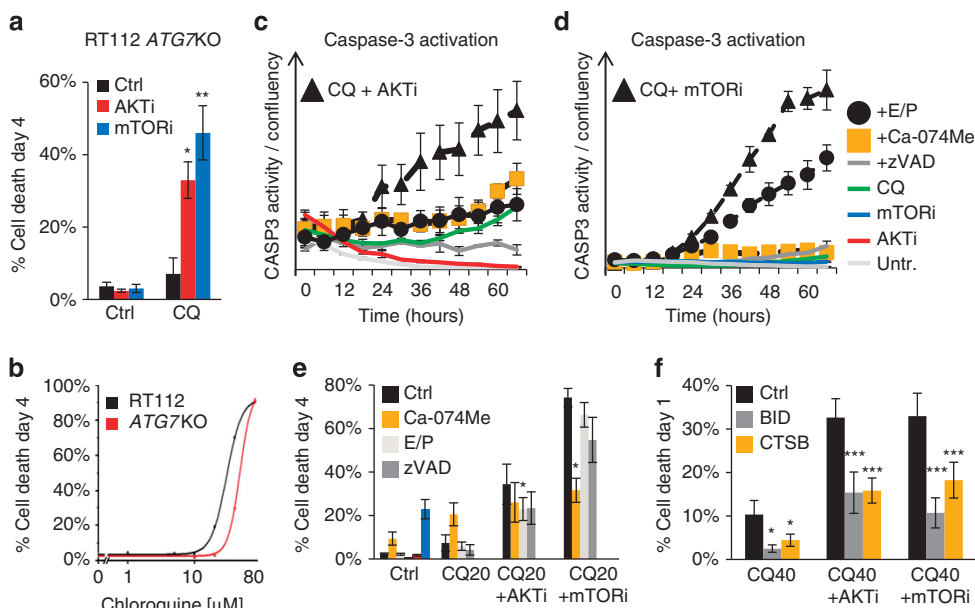 a
RT112 ATG7KO
% Cell death day 4
60%
40%
20%
0%
Ctrl
AKTi
mTORi
*
**
Ctrl
CQ
c
Caspase-3 activation
CASP3 activity / confluency
CQ + AKTi
0 12 24 36 48 60
Time (hours)
d
Caspase-3 activation
CASP3 activity / confluency
CQ+ mTORi
0 12 24 36 48 60
Time (hours)
+E/P
+Ca-074Me
+zVAD
CQ
mTORi
AKTi
Untr.
b
% Cell death day 4
100%
80%
60%
40%
20%
0%
RT112
ATG7KO
0 1 10 80
Chloroquine [µM]
e
% Cell death day 4
80%
60%
40%
20%
0%
Ctrl
Ca-074Me
E/P
zVAD
*
*
Ctrl CQ20 CQ20 CQ20
+AKTi +mTORi
f
% Cell death day 1
40%
30%
20%
10%
0%
Ctrl
BID
CTSB
* *
*** ***
*** ***
CQ40 CQ40 CQ40
+AKTi +mTORi